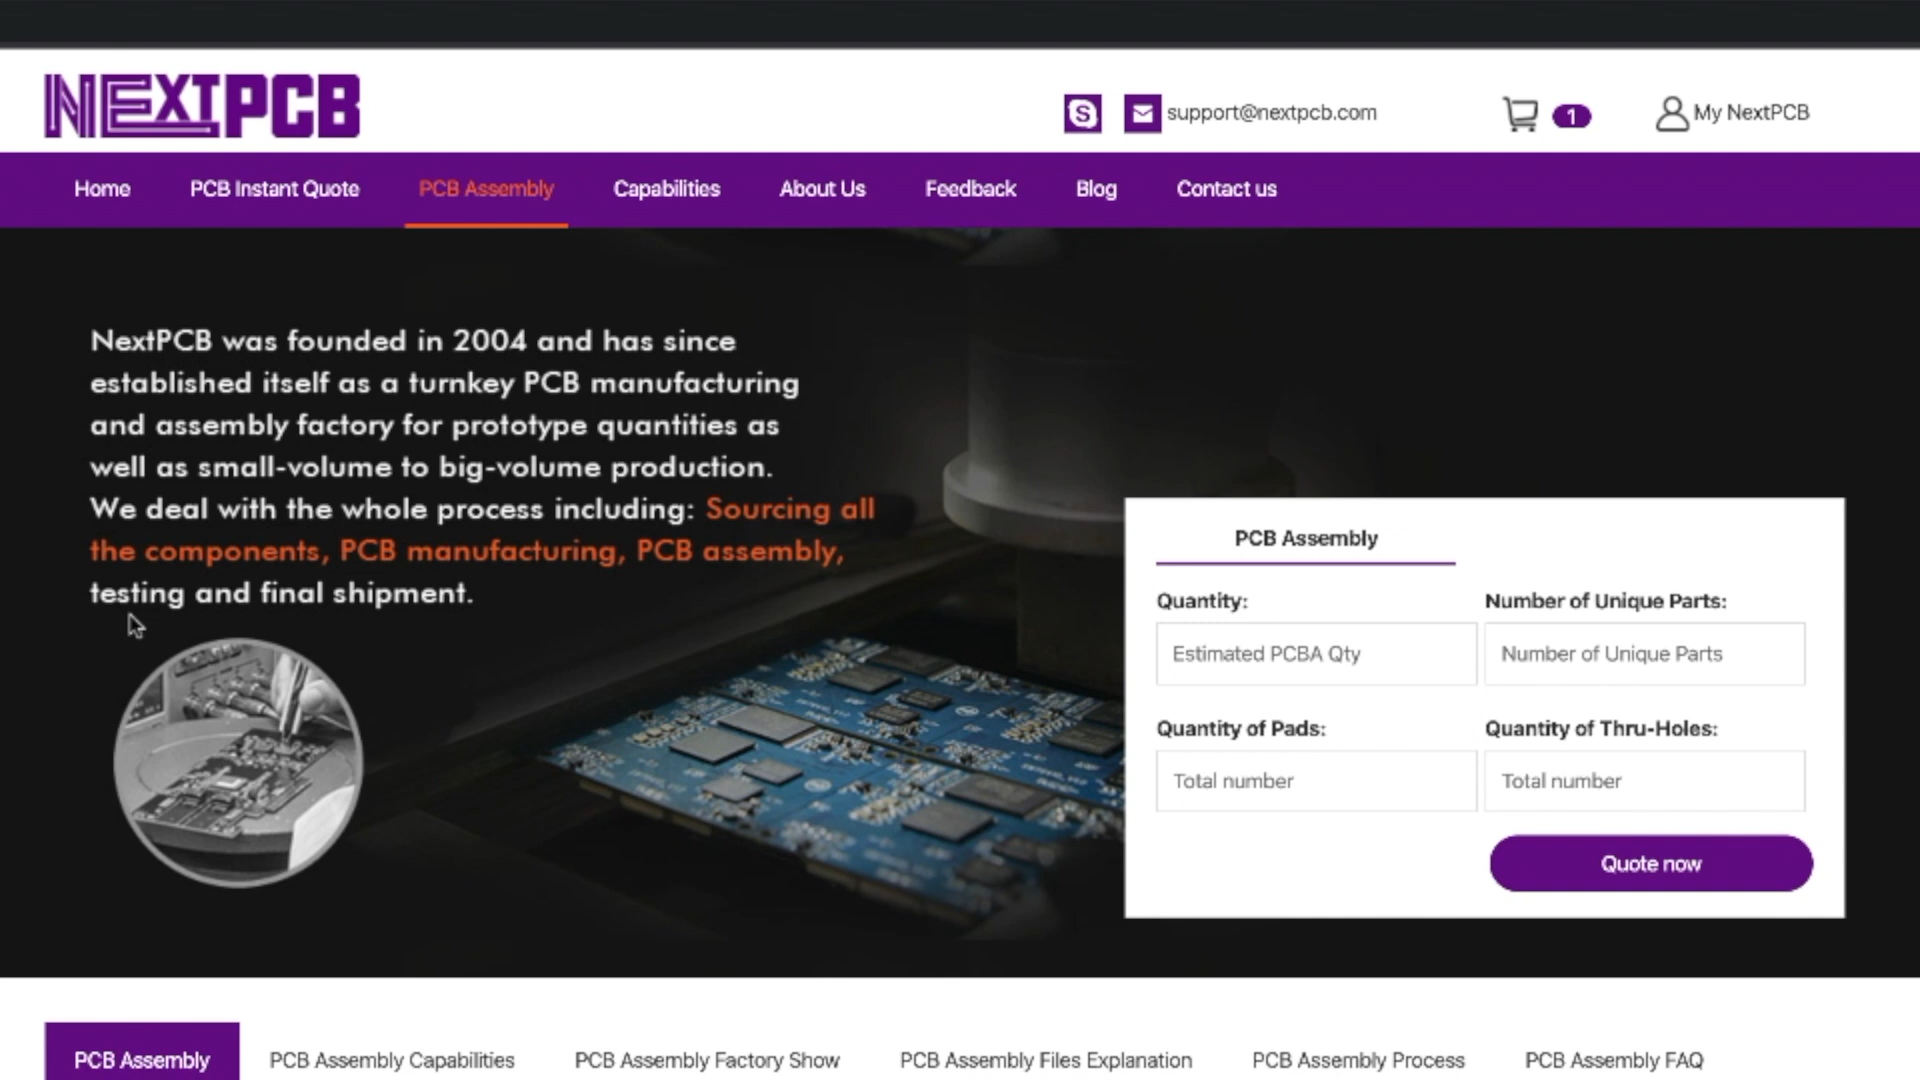 NEXTPCB
support@nextpcb.com
1
My NextPCB
Home
PCB Instant Quote
PCB Assembly
Capabilities
About Us
Feedback
Blog
Contact us
NextPCB was founded in 2004 and has since
established itself as a turnkey PCB manufacturing
and assembly factory for prototype quantities as
well as small-volume to big-volume production.
We deal with the whole process including: Sourcing all
the components, PCB manufacturing, PCB assembly,
testing and final shipment.
PCB Assembly
Quantity:
Number of Unique Parts:
Estimated PCBA Qty
Number of Unique Parts
Quantity of Pads:
Quantity of Thru-Holes:
Total number
Total number
Quote now
PCB Assembly
PCB Assembly Capabilities
PCB Assembly Factory Show
PCB Assembly Files Explanation
PCB Assembly Process
PCB Assembly FAQ